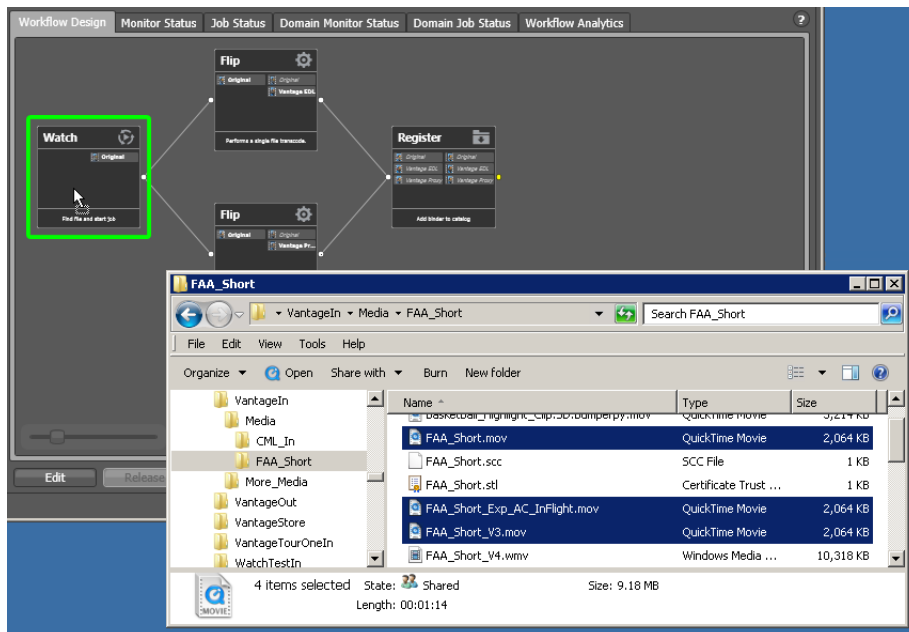 Workflow Design Monitor Status Job Status Domain Monitor Status Domain Job Status Workflow Analytics ?
Flip
Original Original
Vantage EDL
Performs a single file transcode.
Watch
Original
Find file and start job
Register
Original Original
Vantage EDL Vantage EDL
Vantage Proxy Vantage Proxy
Add binder to catalog
Flip
Original Original
Vantage Pr...
Edit Release
FAA_Short
VantageIn Media FAA_Short Search FAA_Short
File Edit View Tools Help
Organize Open Share with Burn New folder
VantageIn
Media
CML_In
FAA_Short
More_Media
VantageOut
VantageStore
VantageTourOneIn
WatchTestIn
Name Type Size
QuickTime Movie 3,214 KB
FAA_Short.mov QuickTime Movie 2,064 KB
FAA_Short.scc SCC File 1 KB
FAA_Short.stl Certificate Trust ... 1 KB
FAA_Short_Exp_AC_InFlight.mov QuickTime Movie 2,064 KB
FAA_Short_V3.mov QuickTime Movie 2,064 KB
FAA_Short_V4.wmv Windows Media ... 10,318 KB
MOVIE
4 items selected State: Shared Size: 9.18 MB
Length: 00:01:14